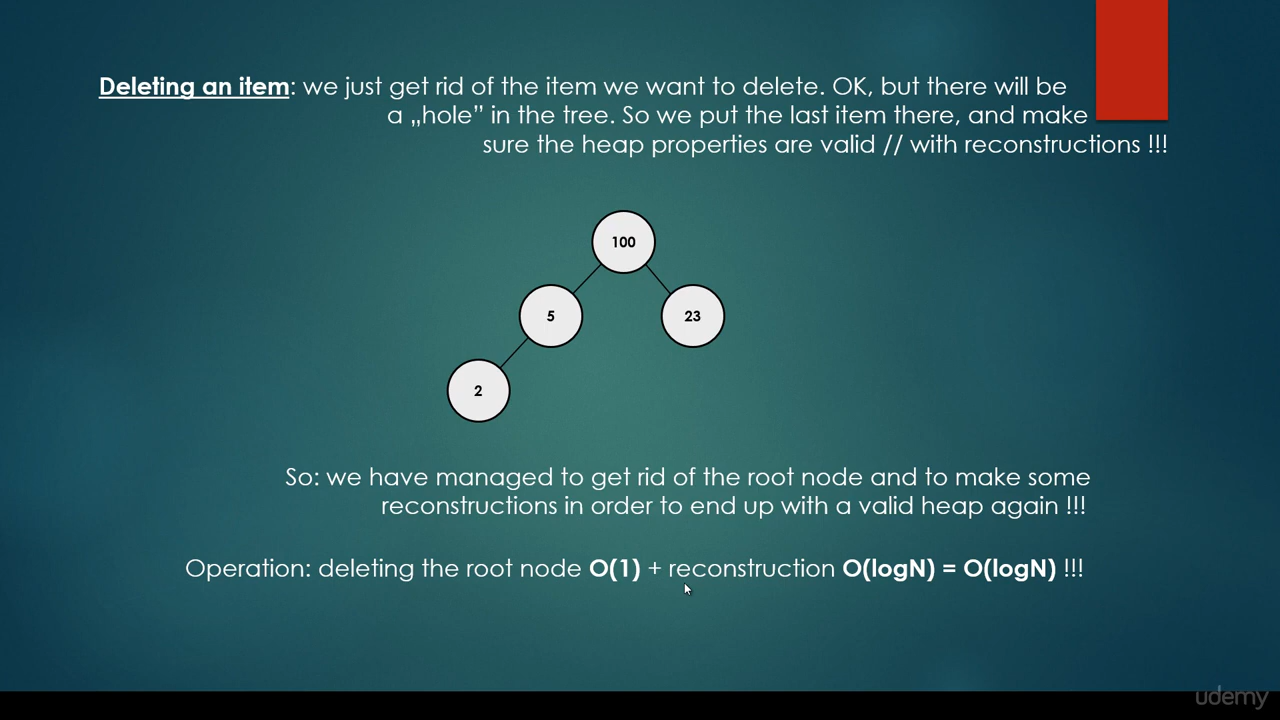 Deleting an item: we just get rid of the item we want to delete. OK, but there will be
a „hole” in the tree. So we put the last item there, and make
sure the heap properties are valid // with reconstructions !!!
100
5
23
2
So: we have managed to get rid of the root node and to make some
reconstructions in order to end up with a valid heap again !!!
Operation: deleting the root node O(1) + reconstruction O(logN) = O(logN) !!!
udemy